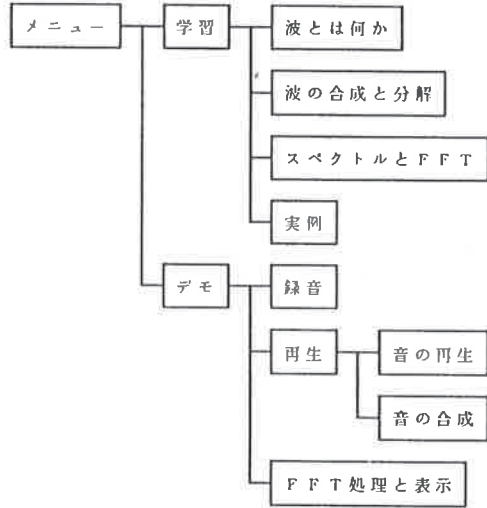 メニュー
学習
波とは何か
波の合成と分解
スペクトルとFFT
実例
デモ
録音
再生
音の再生
音の合成
FFT処理と表示